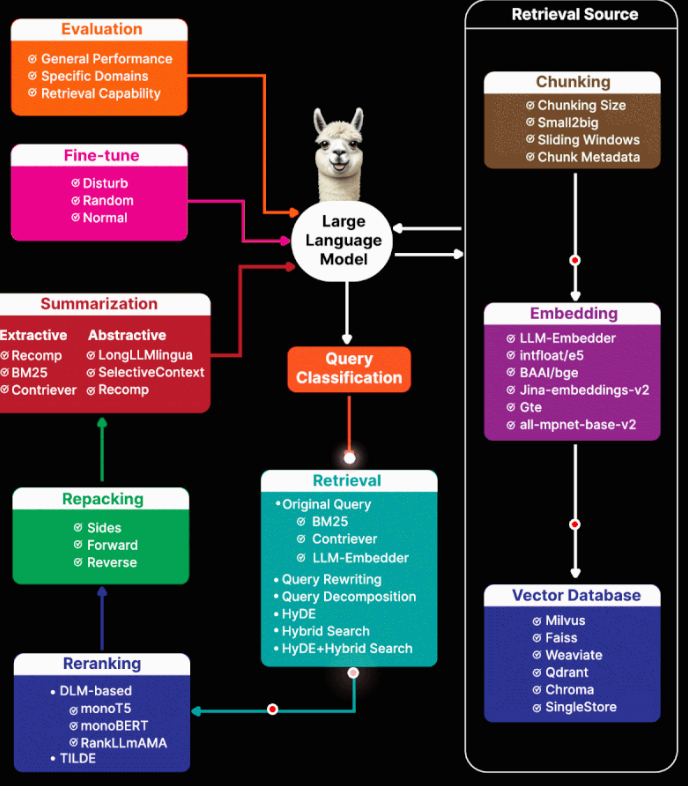 Evaluation
General Performance
Specific Domains
Retrieval Capability
Fine-tune
Disturb
Random
Normal
Summarization
Extractive
Recomp
BM25
Contriever
Abstractive
LongLLMlingua
SelectiveContext
Recomp
Repacking
Sides
Forward
Reverse
Reranking
• DLM-based
monoT5
monoBERT
RankLLmAMA
• TILDE
Large
Language
Model
Query
Classification
Retrieval
• Original Query
BM25
Contriever
LLM-Embedder
• Query Rewriting
• Query Decomposition
• HyDE
• Hybrid Search
• HyDE+Hybrid Search
Retrieval Source
Chunking
Chunking Size
Small2big
Sliding Windows
Chunk Metadata
Embedding
LLM-Embedder
intfloat/e5
BAAI/bge
Jina-embeddings-v2
Gte
all-mpnet-base-v2
Vector Database
Milvus
Faiss
Weaviate
Qdrant
Chroma
SingleStore